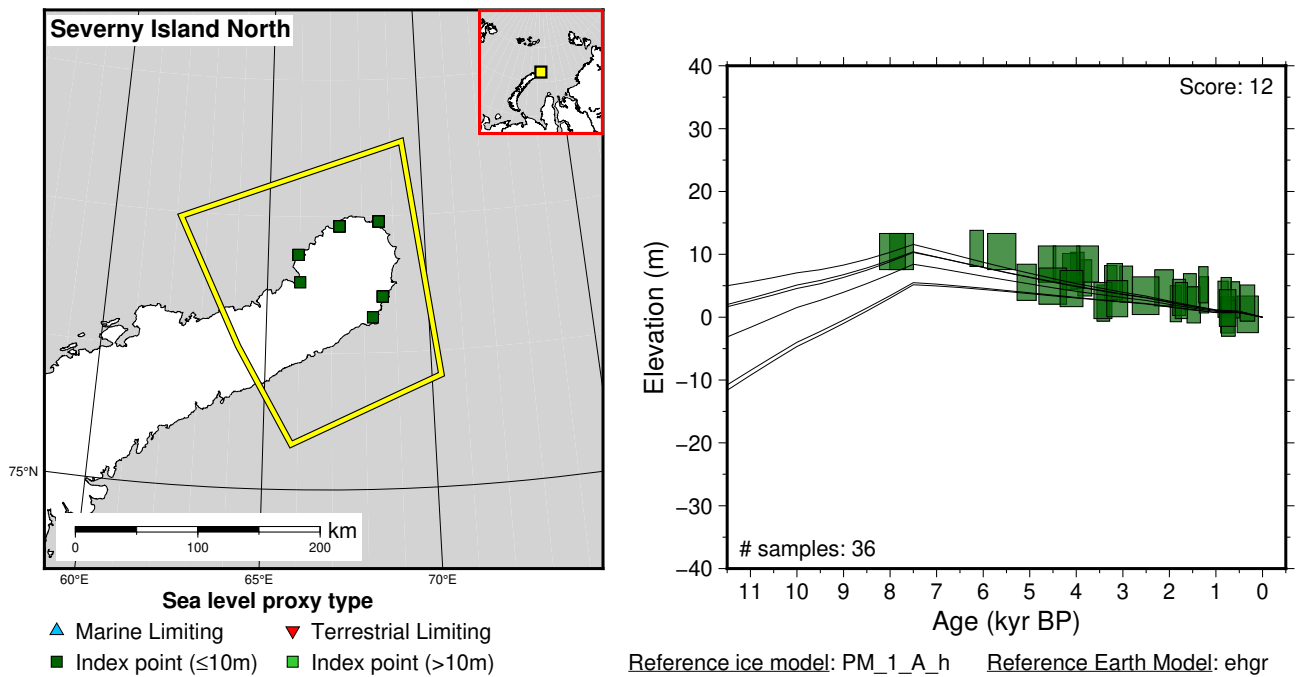 Severny Island North
75°N
km
0 100 200
60°E 65°E 70°E
Sea level proxy type
Marine Limiting Terrestrial Limiting
Index point (≤10m) Index point (>10m)
Score: 12
40
30
20
10
0
−10
−20
−30
−40
Elevation (m)
# samples: 36
11 10 9 8 7 6 5 4 3 2 1 0
Age (kyr BP)
Reference ice model: PM_1_A_h Reference Earth Model: ehgr